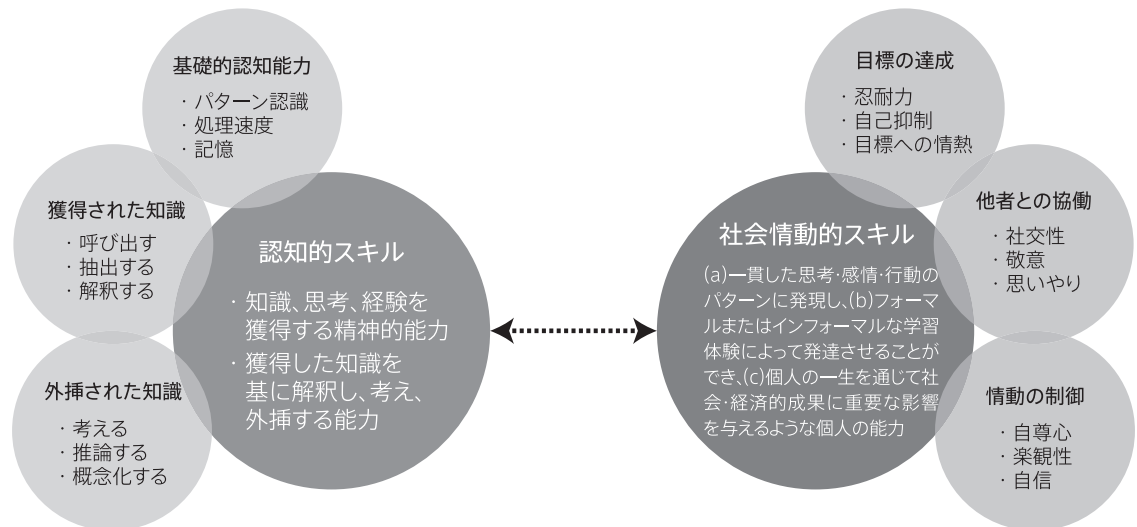 基礎的認知能力
· パターン認識
· 処理速度
· 記憶
獲得された知識
· 呼び出す
· 抽出する
· 解釈する
外挿された知識
· 考える
· 推論する
· 概念化する
認知的スキル
· 知識、思考、経験を
獲得する精神的能力
· 獲得した知識を
基に解釈し、考え、
外挿する能力
社会情動的スキル
(a)一貫した思考·感情·行動の
パターンに発現し、(b)フォーマ
ルまたはインフォーマルな学習
体験によって発達させることが
でき、(c)個人の一生を通じて社
会·経済的成果に重要な影響
を与えるような個人の能力
目標の達成
· 忍耐力
· 自己抑制
· 目標への情熱
他者との協働
· 社交性
· 敬意
· 思いやり
情動の制御
· 自尊心
· 楽観性
· 自信